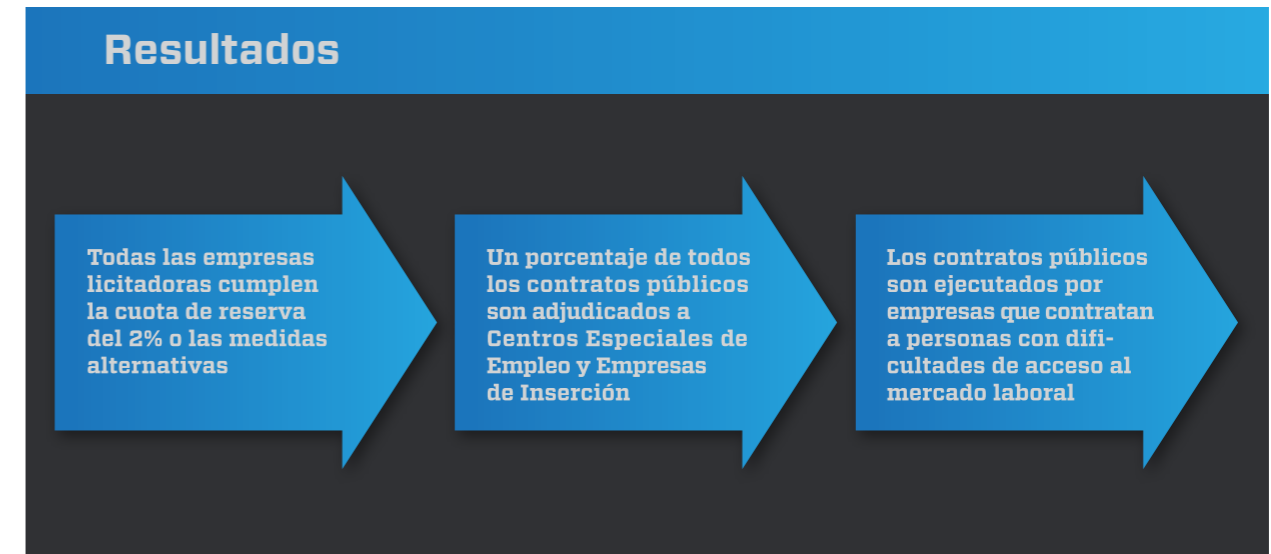 Resultados
Todas las empresas
licitadoras cumplen
la cuota de reserva
del 2% o las medidas
alternativas
Un porcentaje de todos
los contratos públicos
son adjudicados a
Centros Especiales de
Empleo y Empresas
de Inserción
Los contratos públicos
son ejecutados por
empresas que contratan
a personas con difi-
cultades de acceso al
mercado laboral